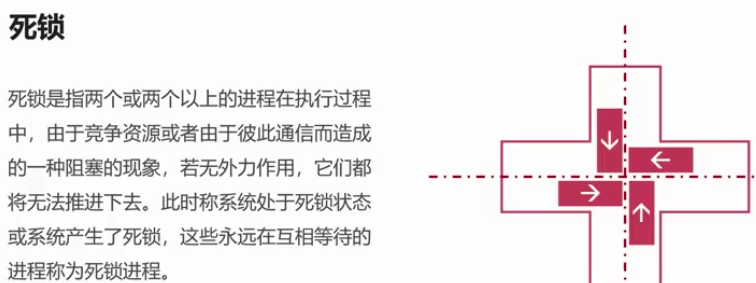 死锁
死锁是指两个或两个以上的进程在执行过程
中，由于竞争资源或者由于彼此通信而造成
的一种阻塞的现象，若无外力作用，它们都
将无法推进下去。此时称系统处于死锁状态
或系统产生了死锁，这些永远在互相等待的
进程称为死锁进程。